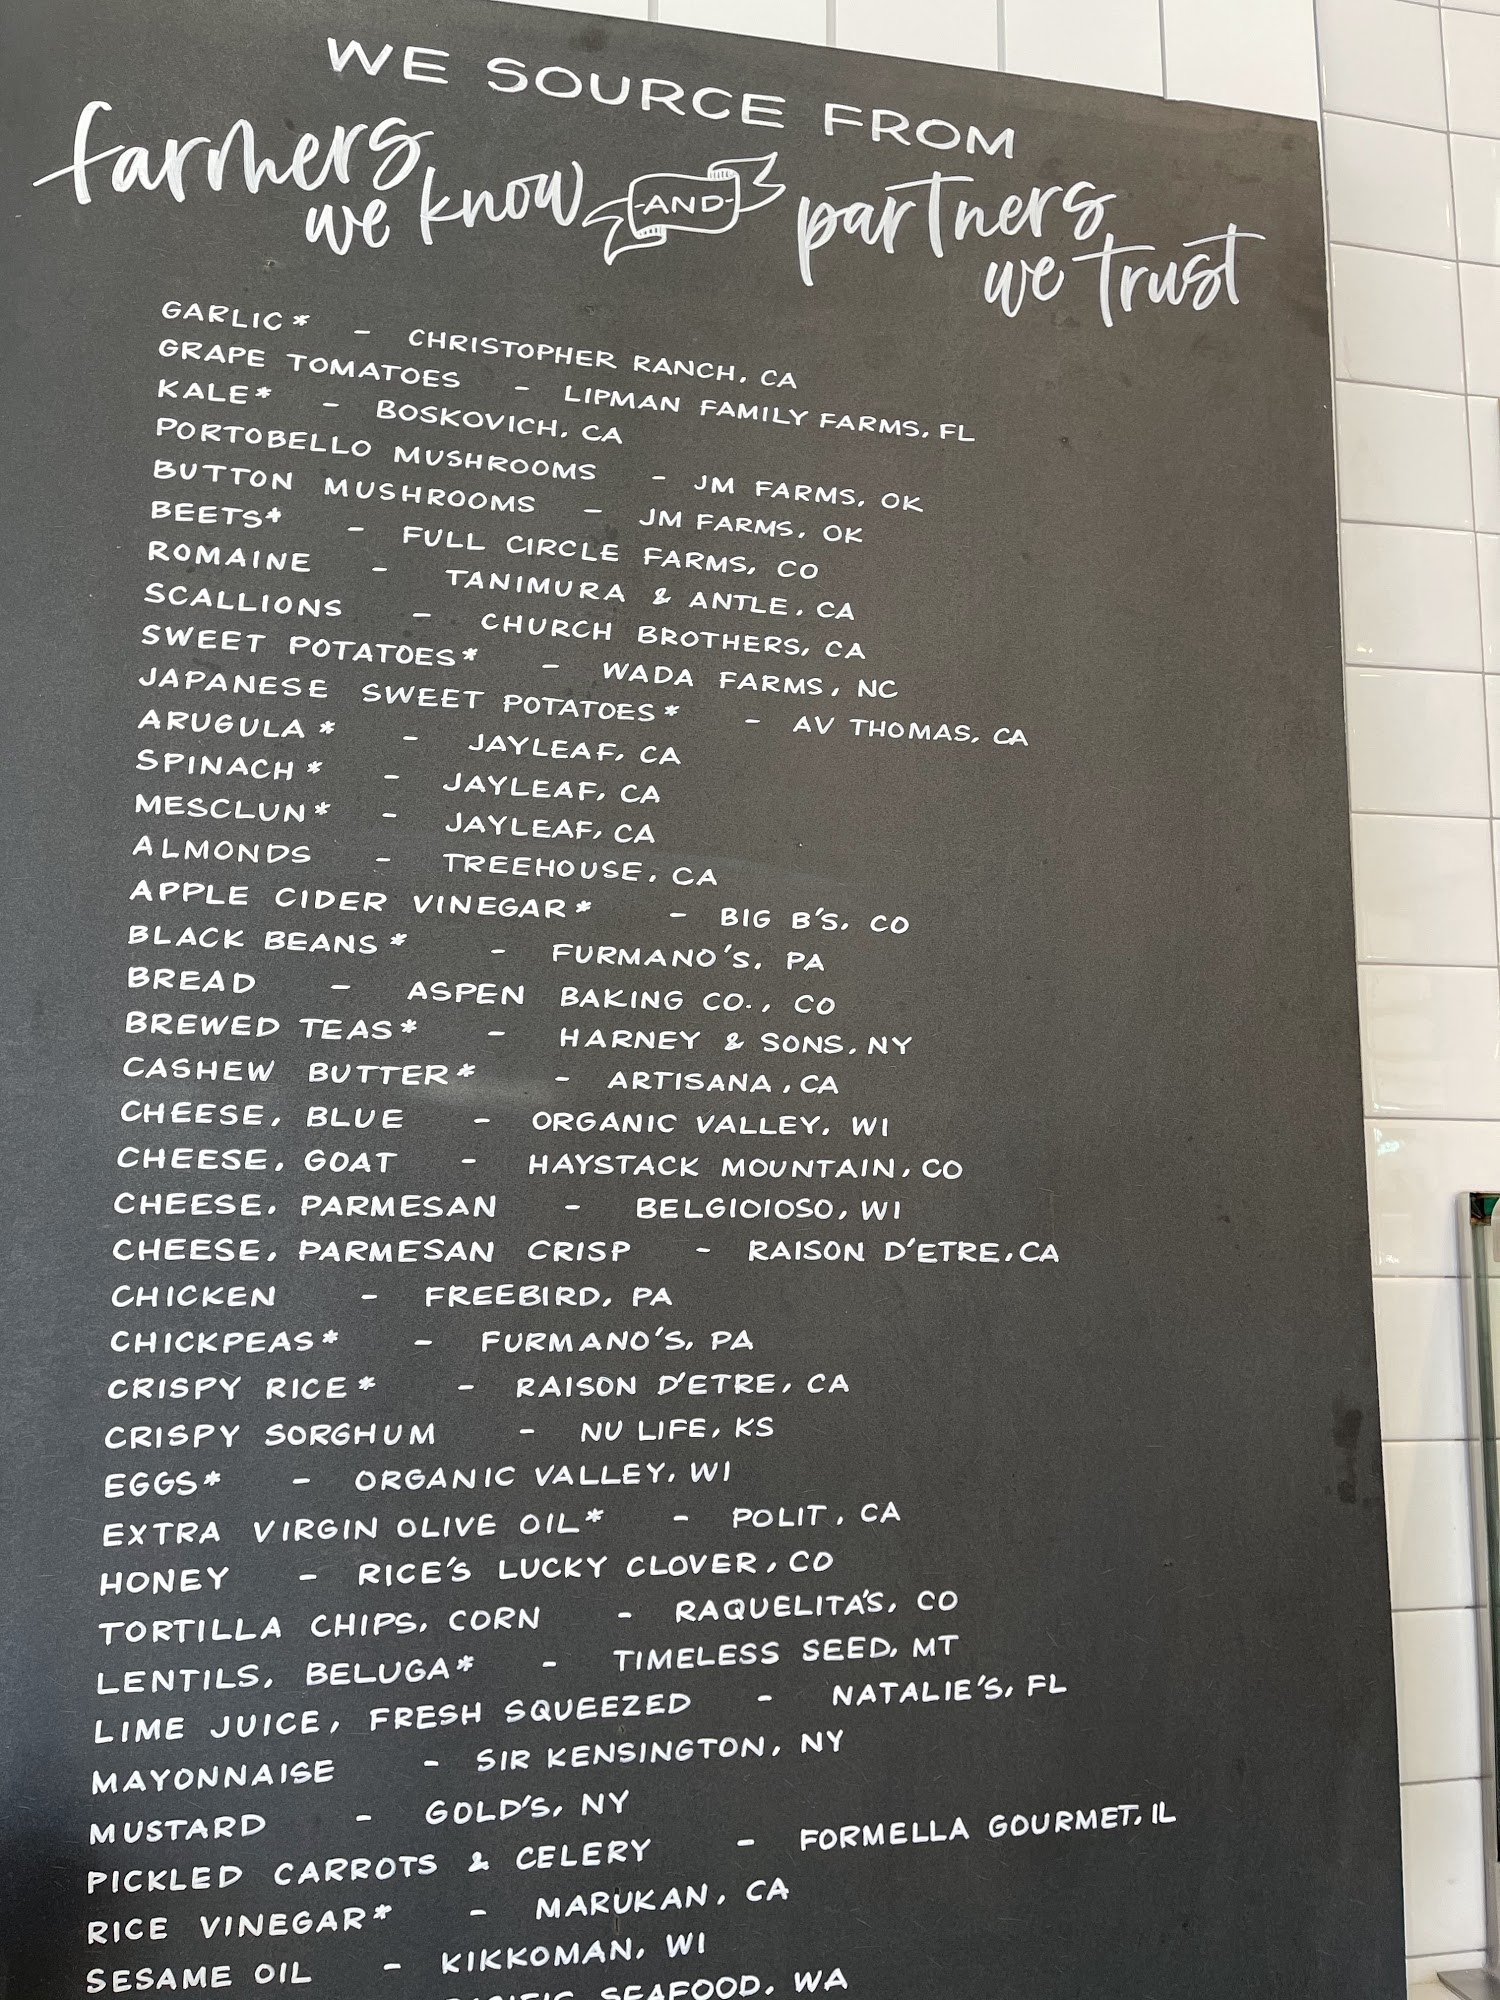 WE SOURCE FROM
farmers we know -AND- partners we trust
GARLIC* - CHRISTOPHER RANCH, CA
GRAPE TOMATOES - LIPMAN FAMILY FARMS, FL
KALE* - BOSKOVICH, CA
PORTOBELLO MUSHROOMS - JM FARMS, OK
BUTTON MUSHROOMS - JM FARMS, OK
BEETS* - FULL CIRCLE FARMS, CO
ROMAINE - TANIMURA & ANTLE, CA
SCALLIONS - CHURCH BROTHERS, CA
SWEET POTATOES* - WADA FARMS, NC
JAPANESE SWEET POTATOES* - AV THOMAS, CA
ARUGULA* - JAYLEAF, CA
SPINACH* - JAYLEAF, CA
MESCLUN* - JAYLEAF, CA
ALMONDS - TREEHOUSE, CA
APPLE CIDER VINEGAR* - BIG B'S, CO
BLACK BEANS* - FURMANO'S, PA
BREAD - ASPEN BAKING CO., CO
BREWED TEAS* - HARNEY & SONS, NY
CASHEW BUTTER* - ARTISANA, CA
CHEESE, BLUE - ORGANIC VALLEY, WI
CHEESE, GOAT - HAYSTACK MOUNTAIN, CO
CHEESE, PARMESAN - BELGIOIOSO, WI
CHEESE, PARMESAN CRISP - RAISON D'ETRE, CA
CHICKEN - FREEBIRD, PA
CHICKPEAS* - FURMANO'S, PA
CRISPY RICE* - RAISON D'ETRE, CA
CRISPY SORGHUM - NU LIFE, KS
EGGS* - ORGANIC VALLEY, WI
EXTRA VIRGIN OLIVE OIL* - POLIT, CA
HONEY - RICE'S LUCKY CLOVER, CO
TORTILLA CHIPS, CORN - RAQUELITA'S, CO
LENTILS, BELUGA* - TIMELESS SEED, MT
LIME JUICE, FRESH SQUEEZED - NATALIE'S, FL
MAYONNAISE - SIR KENSINGTON, NY
MUSTARD - GOLD'S, NY
PICKLED CARROTS & CELERY - FORMELLA GOURMET, IL
RICE VINEGAR* - MARUKAN, CA
SESAME OIL - KIKKOMAN, WI
SEAFOOD, WA